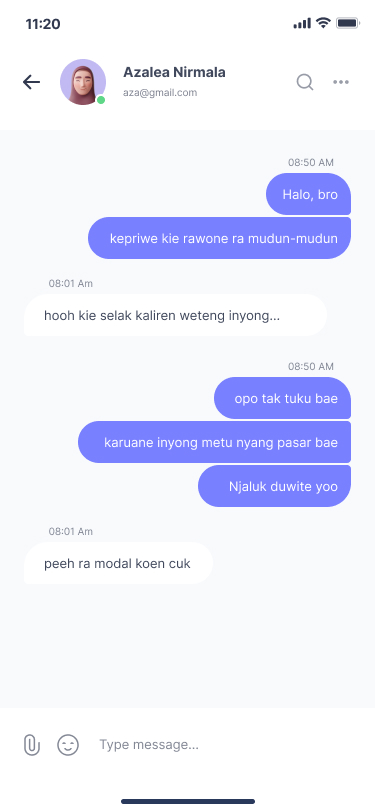 11:20
Azalea Nirmala
aza@gmail.com
08:50 AM
Halo, bro
kepriwe kie rawone ra mudun-mudun
08:01 Am
hooh kie selak kaliren weteng inyong...
08:50 AM
opo tak tuku bae
karuane inyong metu nyang pasar bae
Njaluk duwite yoo
08:01 Am
peeh ra modal koen cuk
Type message...